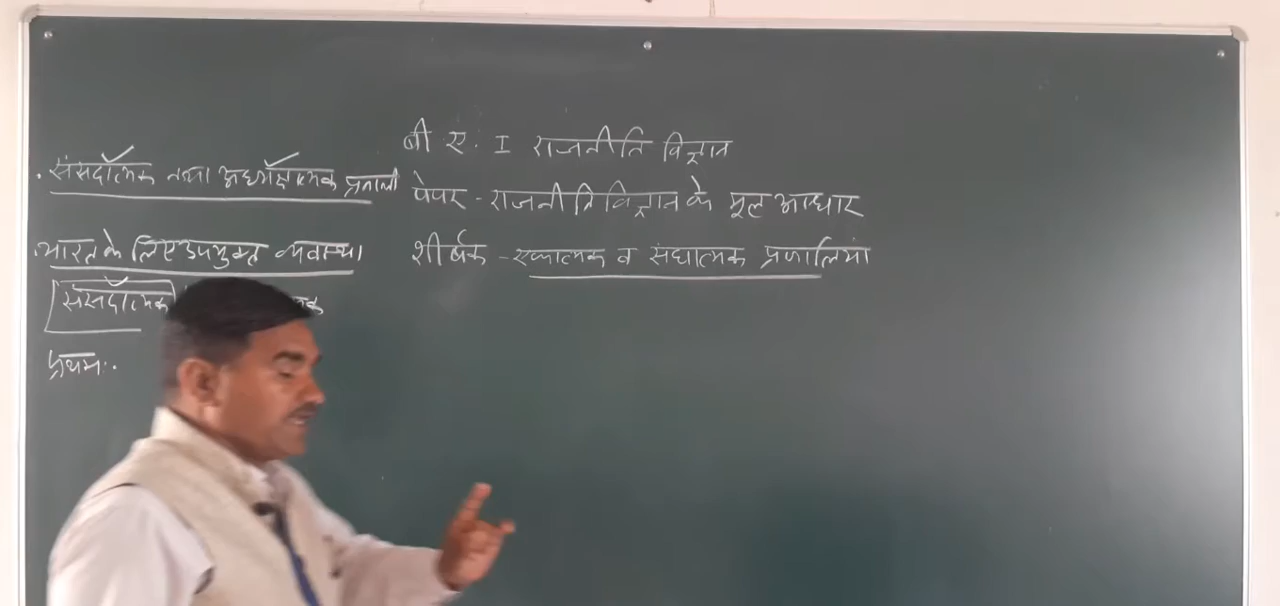 बी ए. I राजनीति विज्ञान
पेपर - राजनीति विज्ञान के मूल आधार
शीर्षक - एकात्मक व संघात्मक प्रणालियां
. संसदात्मक तथा अध्यक्षात्मक प्रणाली
. भारत के लिए उपयुक्त व्यवस्था
संसदात्मक
प्रथम:.